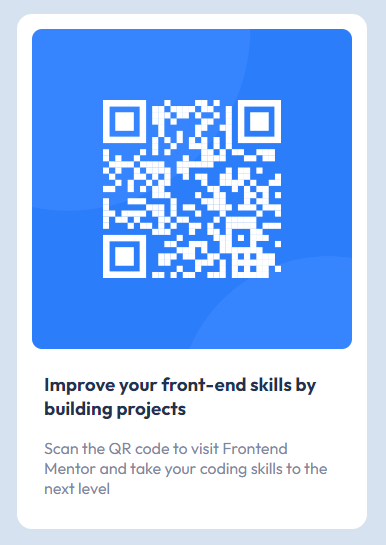 Improve your front-end skills by
building projects
Scan the QR code to visit Frontend
Mentor and take your coding skills to the
next level